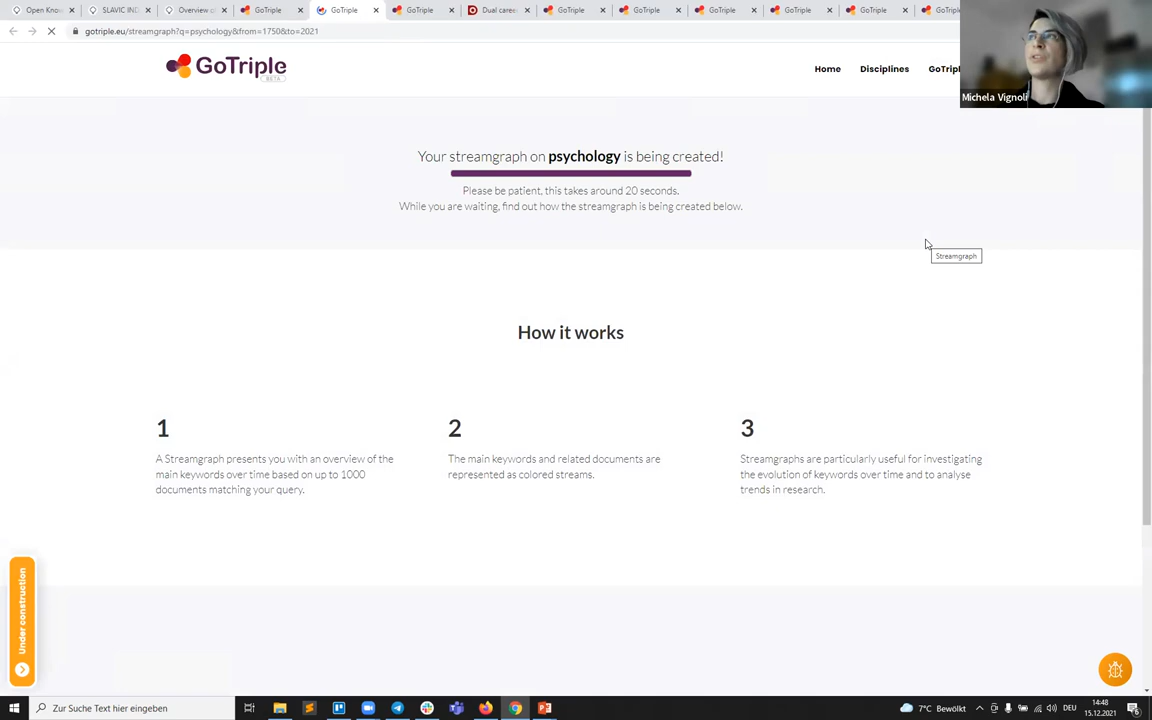 Open Know
SLAVIC IND
Overview c
GoTriple
GoTriple
GoTriple
Dual caree
GoTriple
GoTriple
GoTriple
GoTriple
GoTriple
GoTripl
gotriple.eu/streamgraph?q=psychology&from=1750&to=2021
GoTriple
BETA
Home
Disciplines
GoTripl
Michela Vignoli
Your streamgraph on psychology is being created!
Please be patient, this takes around 20 seconds.
While you are waiting, find out how the streamgraph is being created below.
Streamgraph
How it works
1
A Streamgraph presents you with an overview of the
main keywords over time based on up to 1000
documents matching your query.
2
The main keywords and related documents are
represented as colored streams.
3
Streamgraphs are particularly useful for investigating
the evolution of keywords over time and to analyse
trends in research.
Under construction
Zur Suche Text hier eingeben
7°C Bewölkt
DEU
14:48
15.12.2021